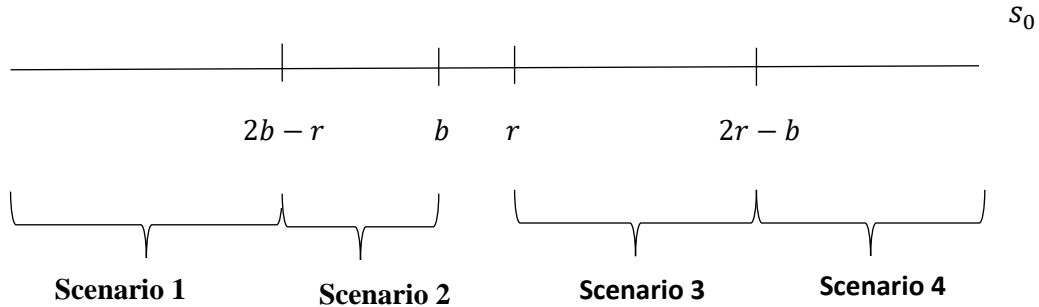 s₀
2b − r b r 2r − b
Scenario 1 Scenario 2 Scenario 3 Scenario 4